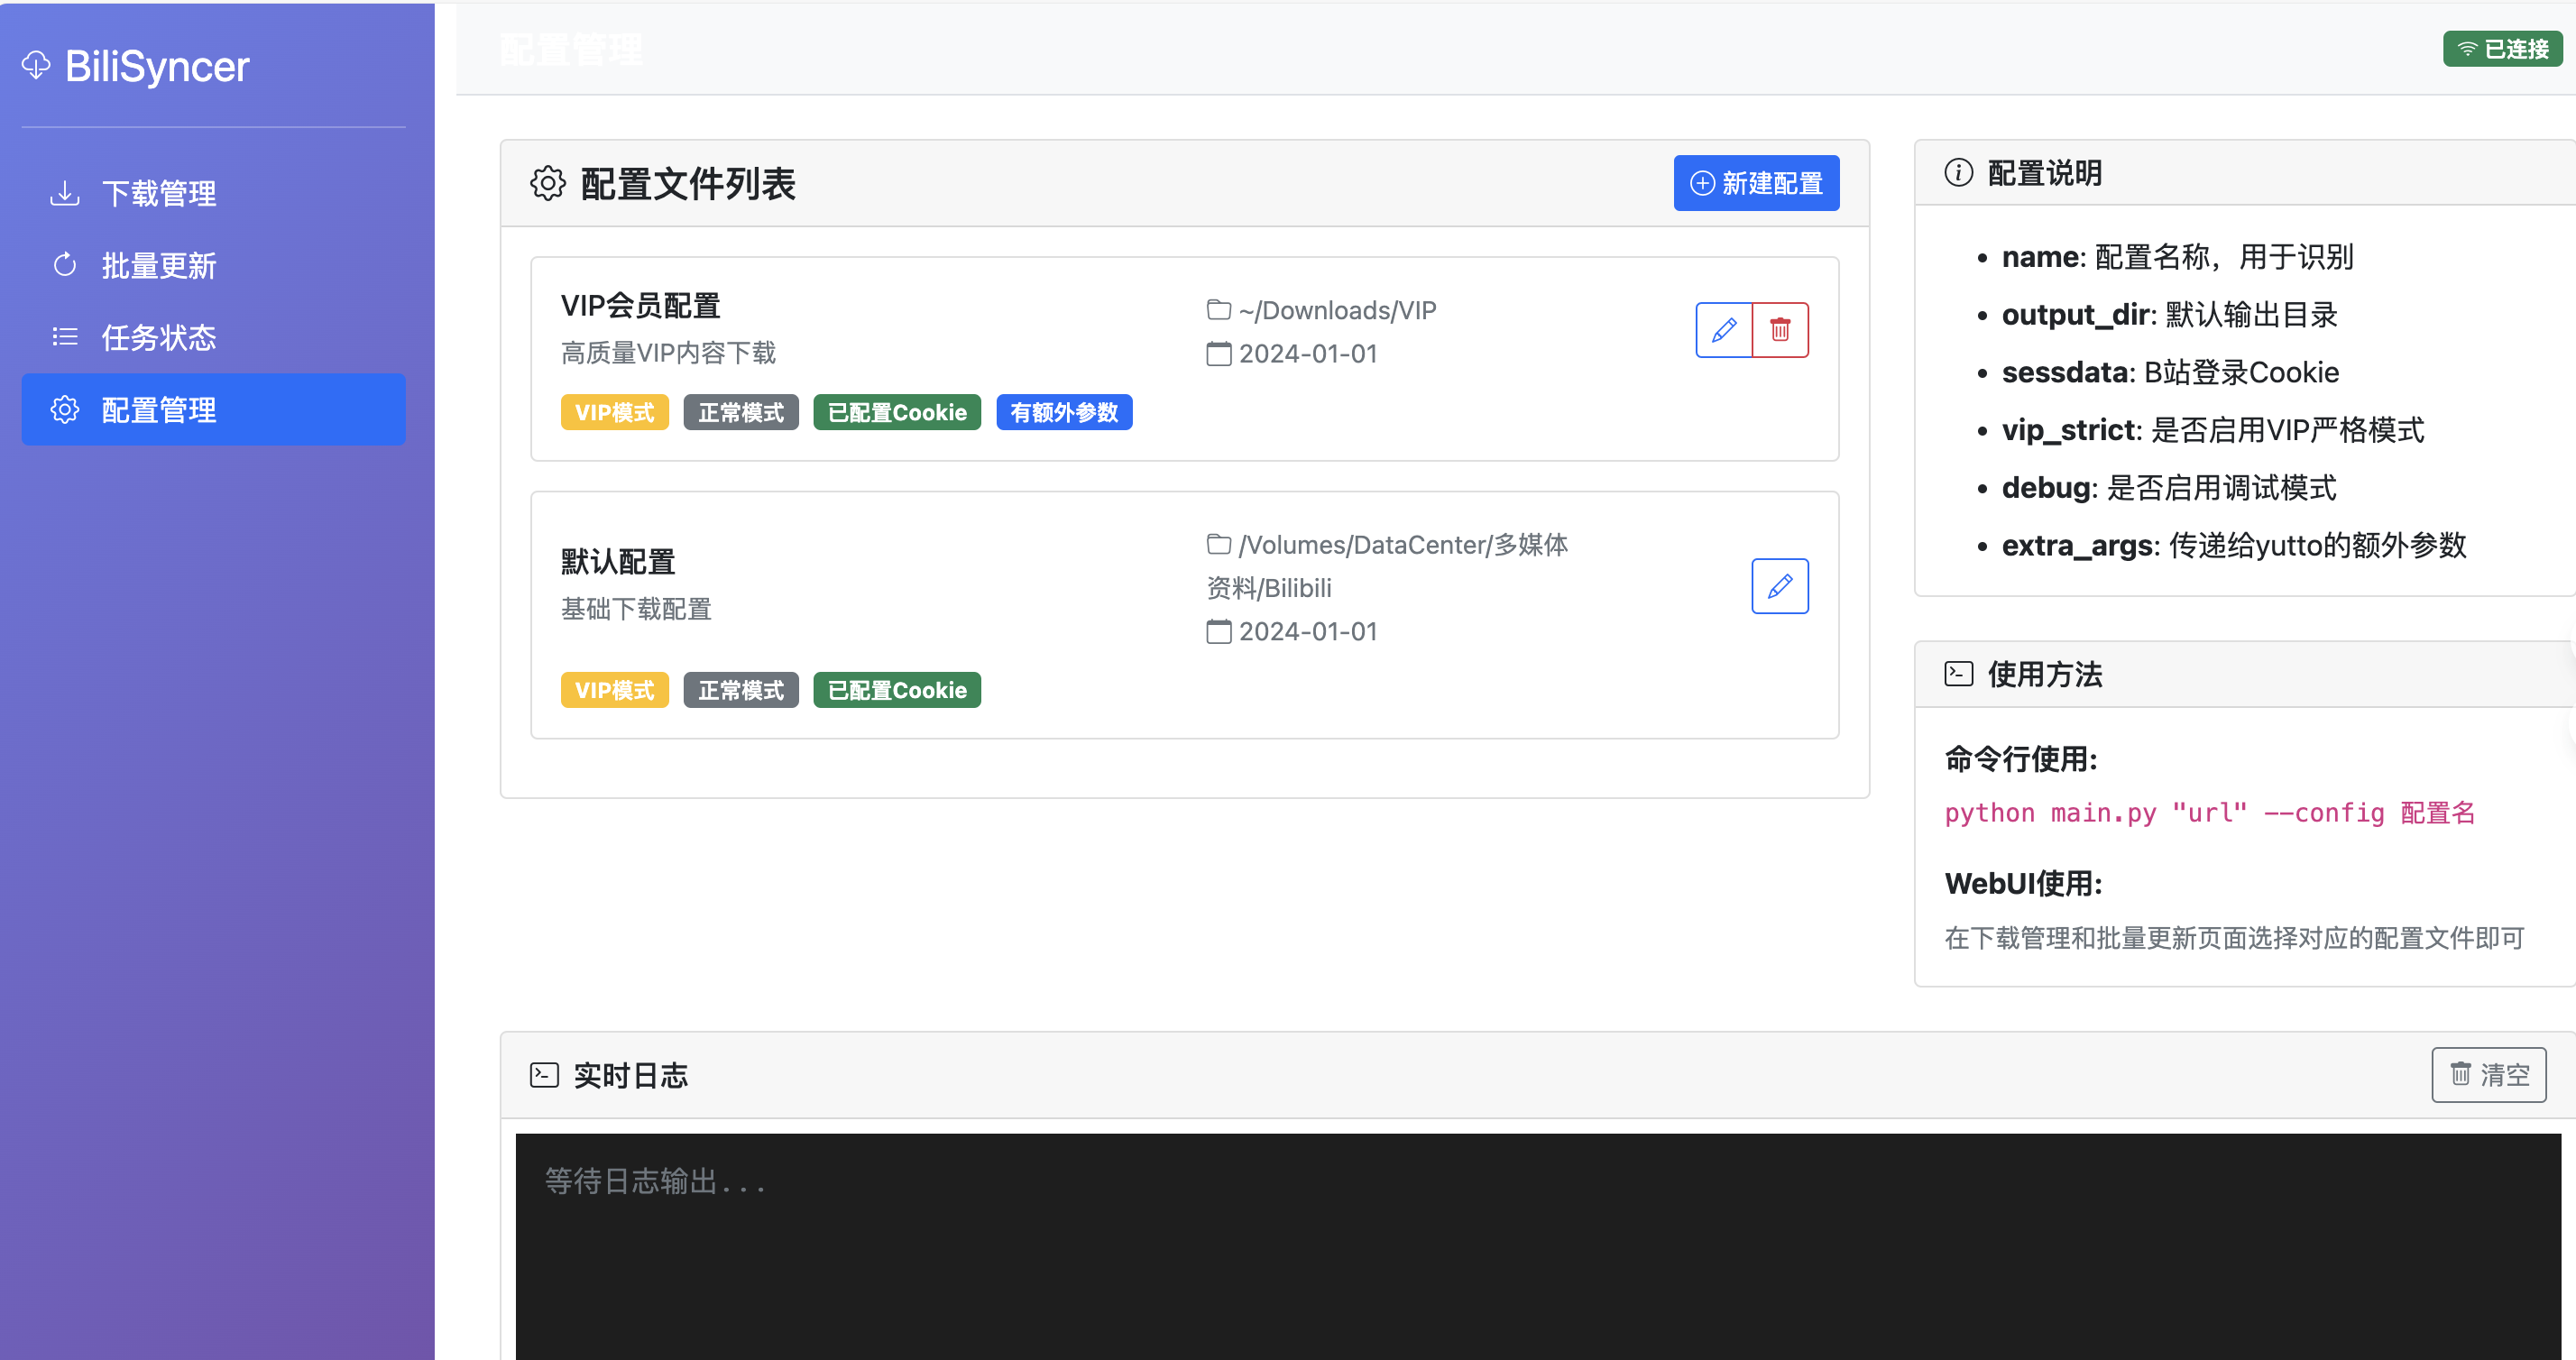 BiliSyncer
下载管理
批量更新
任务状态
配置管理
配置管理
已连接
配置文件列表
新建配置
VIP会员配置
高质量VIP内容下载
~/Downloads/VIP
2024-01-01
VIP模式 正常模式 已配置Cookie 有额外参数
默认配置
基础下载配置
/Volumes/DataCenter/多媒体
资料/Bilibili
2024-01-01
VIP模式 正常模式 已配置Cookie
配置说明
• name: 配置名称，用于识别
• output_dir: 默认输出目录
• sessdata: B站登录Cookie
• vip_strict: 是否启用VIP严格模式
• debug: 是否启用调试模式
• extra_args: 传递给yutto的额外参数
使用方法
命令行使用:
python main.py "url" --config 配置名
WebUI使用:
在下载管理和批量更新页面选择对应的配置文件即可
实时日志
清空
等待日志输出...